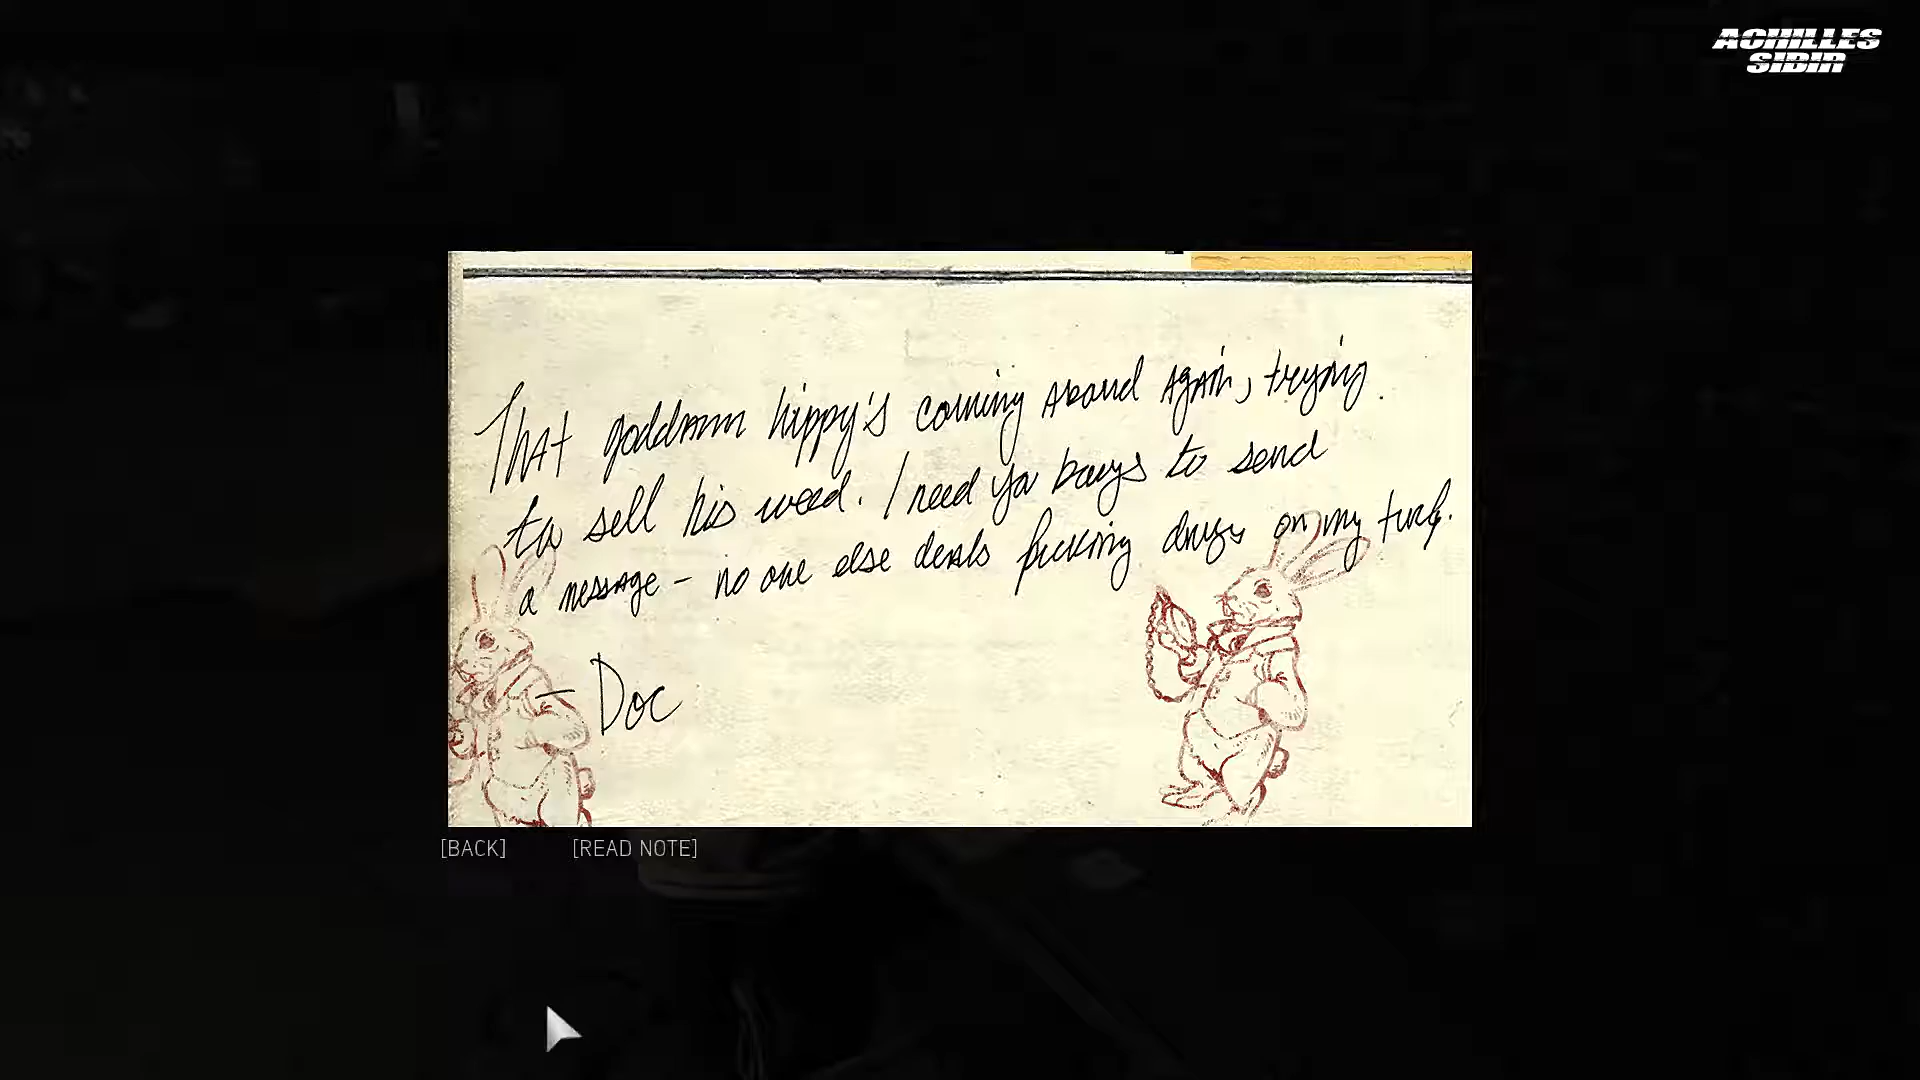 ACHILLES
SIBIR
That goddamn hippy's coming around again, trying
to sell his weed. I need ya boys to send
a message - no one else deals fucking drugs on my turf.
- Doc
[BACK] [READ NOTE]